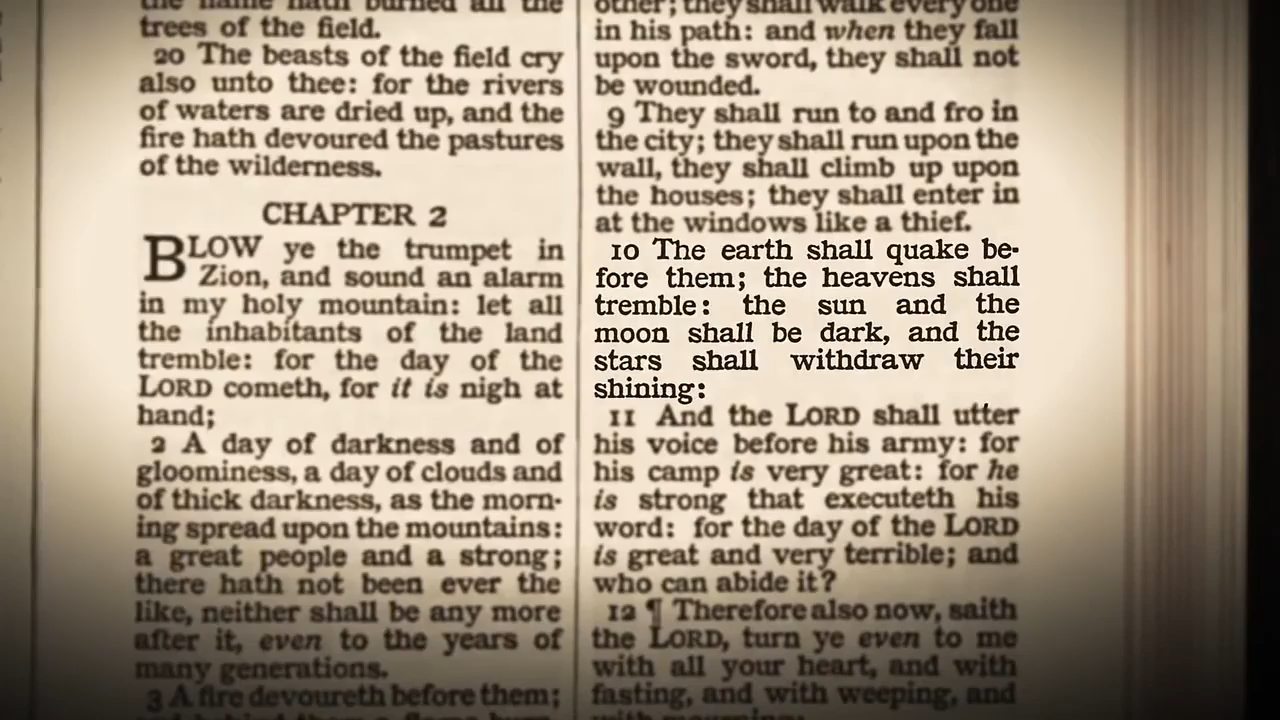 the flame hath burned all the
trees of the field.
20 The beasts of the field cry
also unto thee: for the rivers
of waters are dried up, and the
fire hath devoured the pastures
of the wilderness.
CHAPTER 2
BLOW ye the trumpet in
Zion, and sound an alarm
in my holy mountain: let all
the inhabitants of the land
tremble: for the day of the
LORD cometh, for it is nigh at
hand;
2 A day of darkness and of
gloominess, a day of clouds and
of thick darkness, as the morn-
ing spread upon the mountains:
a great people and a strong;
there hath not been ever the
like, neither shall be any more
after it, even to the years of
many generations.
3 A fire devoureth before them;
other; they shall walk every one
in his path: and when they fall
upon the sword, they shall not
be wounded.
9 They shall run to and fro in
the city; they shall run upon the
wall, they shall climb up upon
the houses; they shall enter in
at the windows like a thief.
10 The earth shall quake be-
fore them; the heavens shall
tremble: the sun and the
moon shall be dark, and the
stars shall withdraw their
shining:
11 And the LORD shall utter
his voice before his army: for
his camp is very great: for he
is strong that executeth his
word: for the day of the LORD
is great and very terrible; and
who can abide it?
12 ¶ Therefore also now, saith
the LORD, turn ye even to me
with all your heart, and with
fasting, and with weeping, and